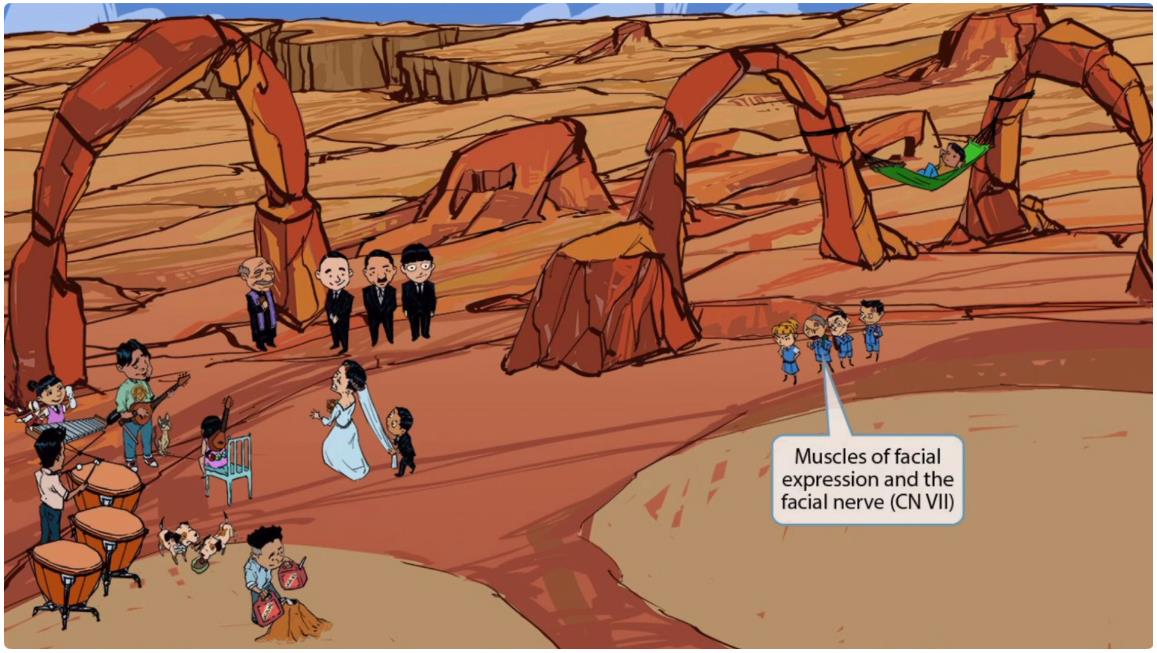 Muscles of facial
expression and the
facial nerve (CN VII)